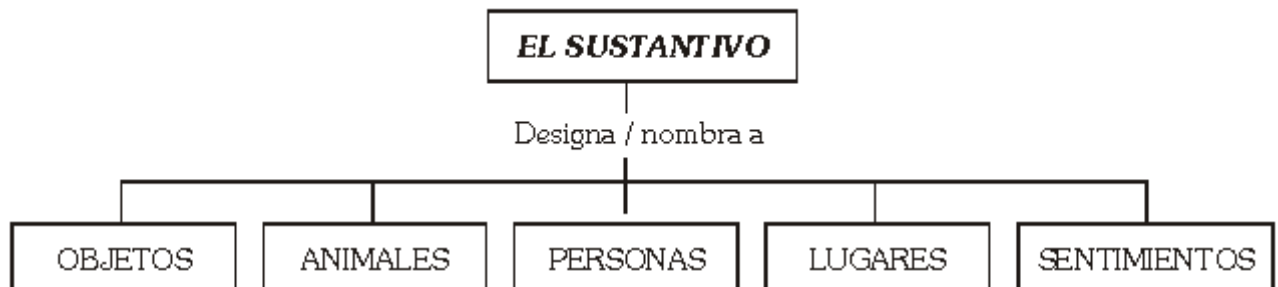 EL SUSTANTIVO
Designa / nombra a
OBJETOS
ANIMALES
PERSONAS
LUGARES
SENTIMIENTOS